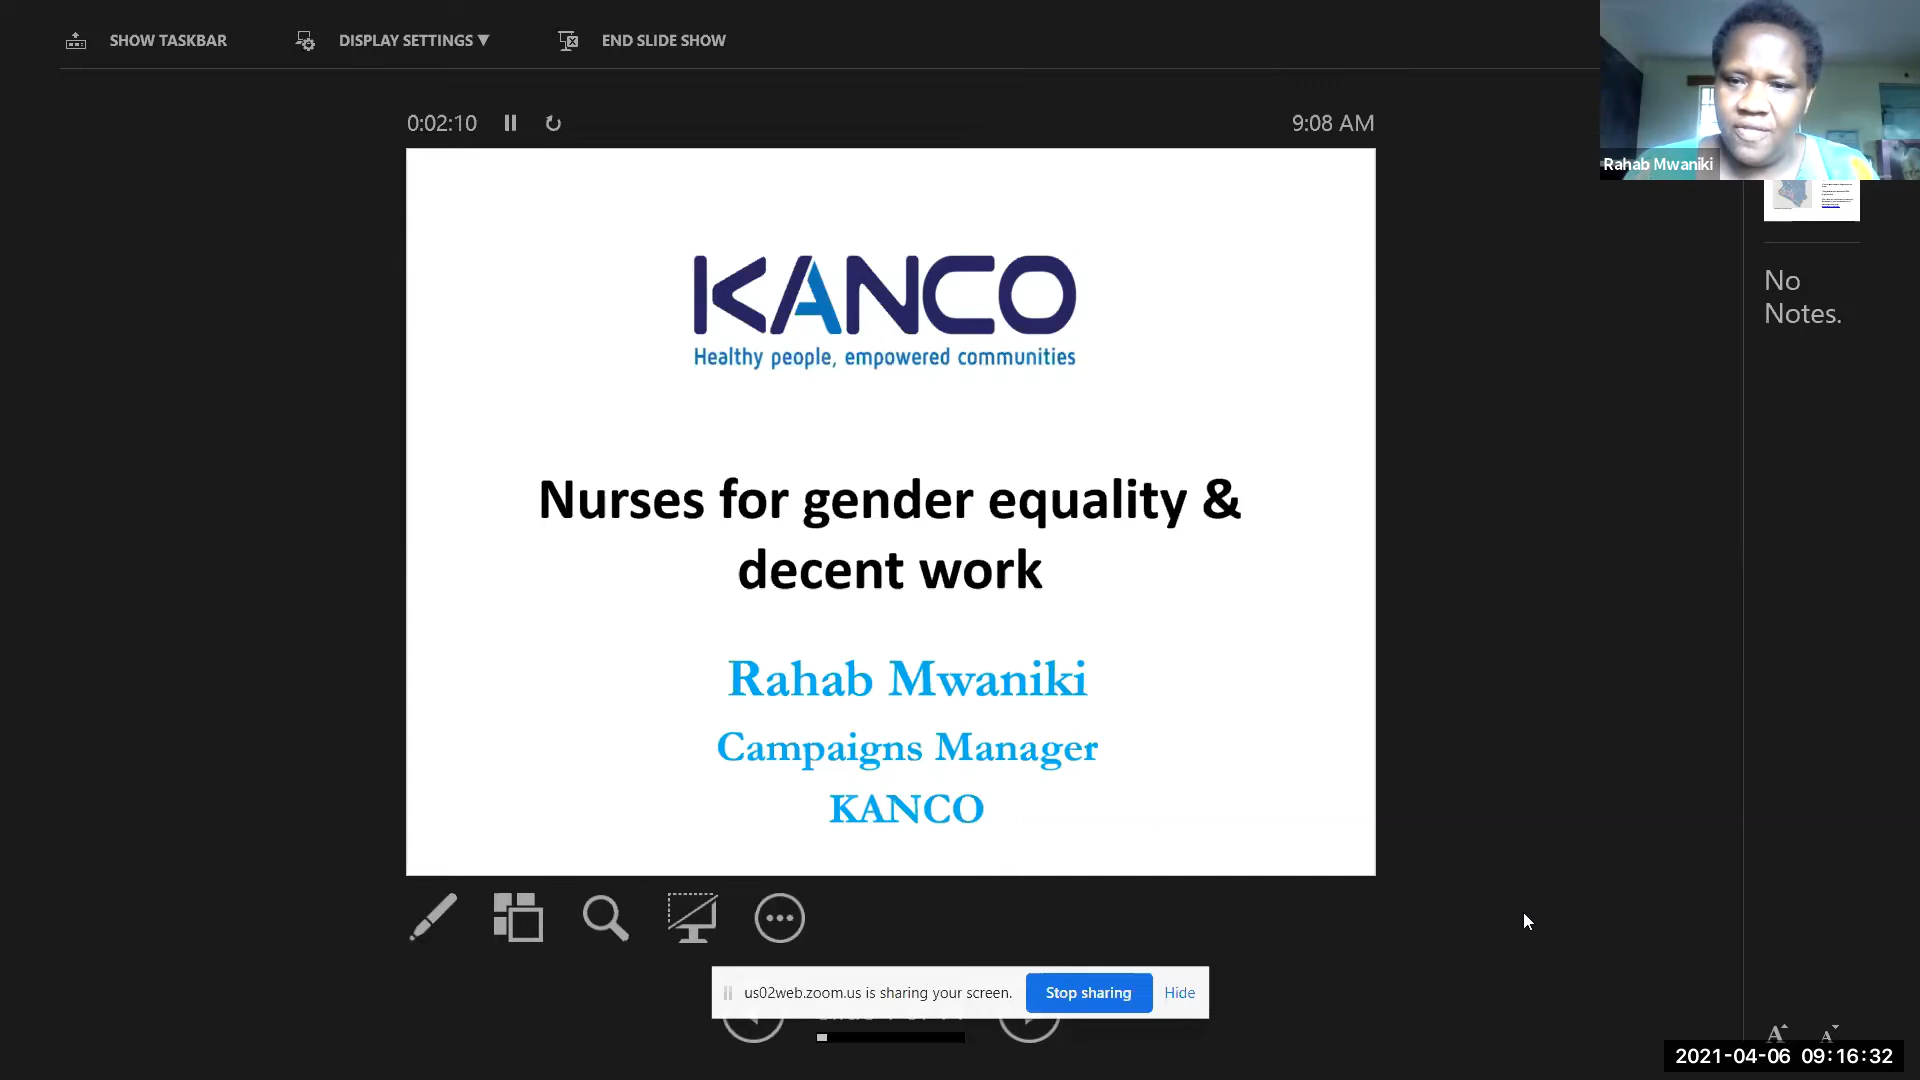 SHOW TASKBAR
DISPLAY SETTINGS ▼
END SLIDE SHOW
0:02:10
9:08 AM
Rahab Mwaniki
KANCO
Healthy people, empowered communities
No
Notes.
Nurses for gender equality &
decent work
Rahab Mwaniki
Campaigns Manager
KANCO
us02web.zoom.us is sharing your screen.
Stop sharing
Hide
A
A
2021-04-06 09:16:32